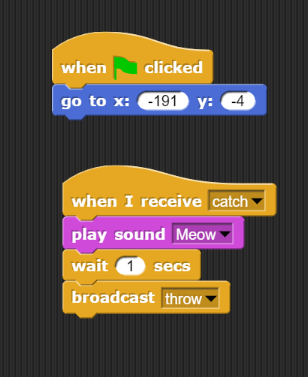 when clicked
go to x: -191 y: -4
when I receive catch
play sound Meow
wait 1 secs
broadcast throw